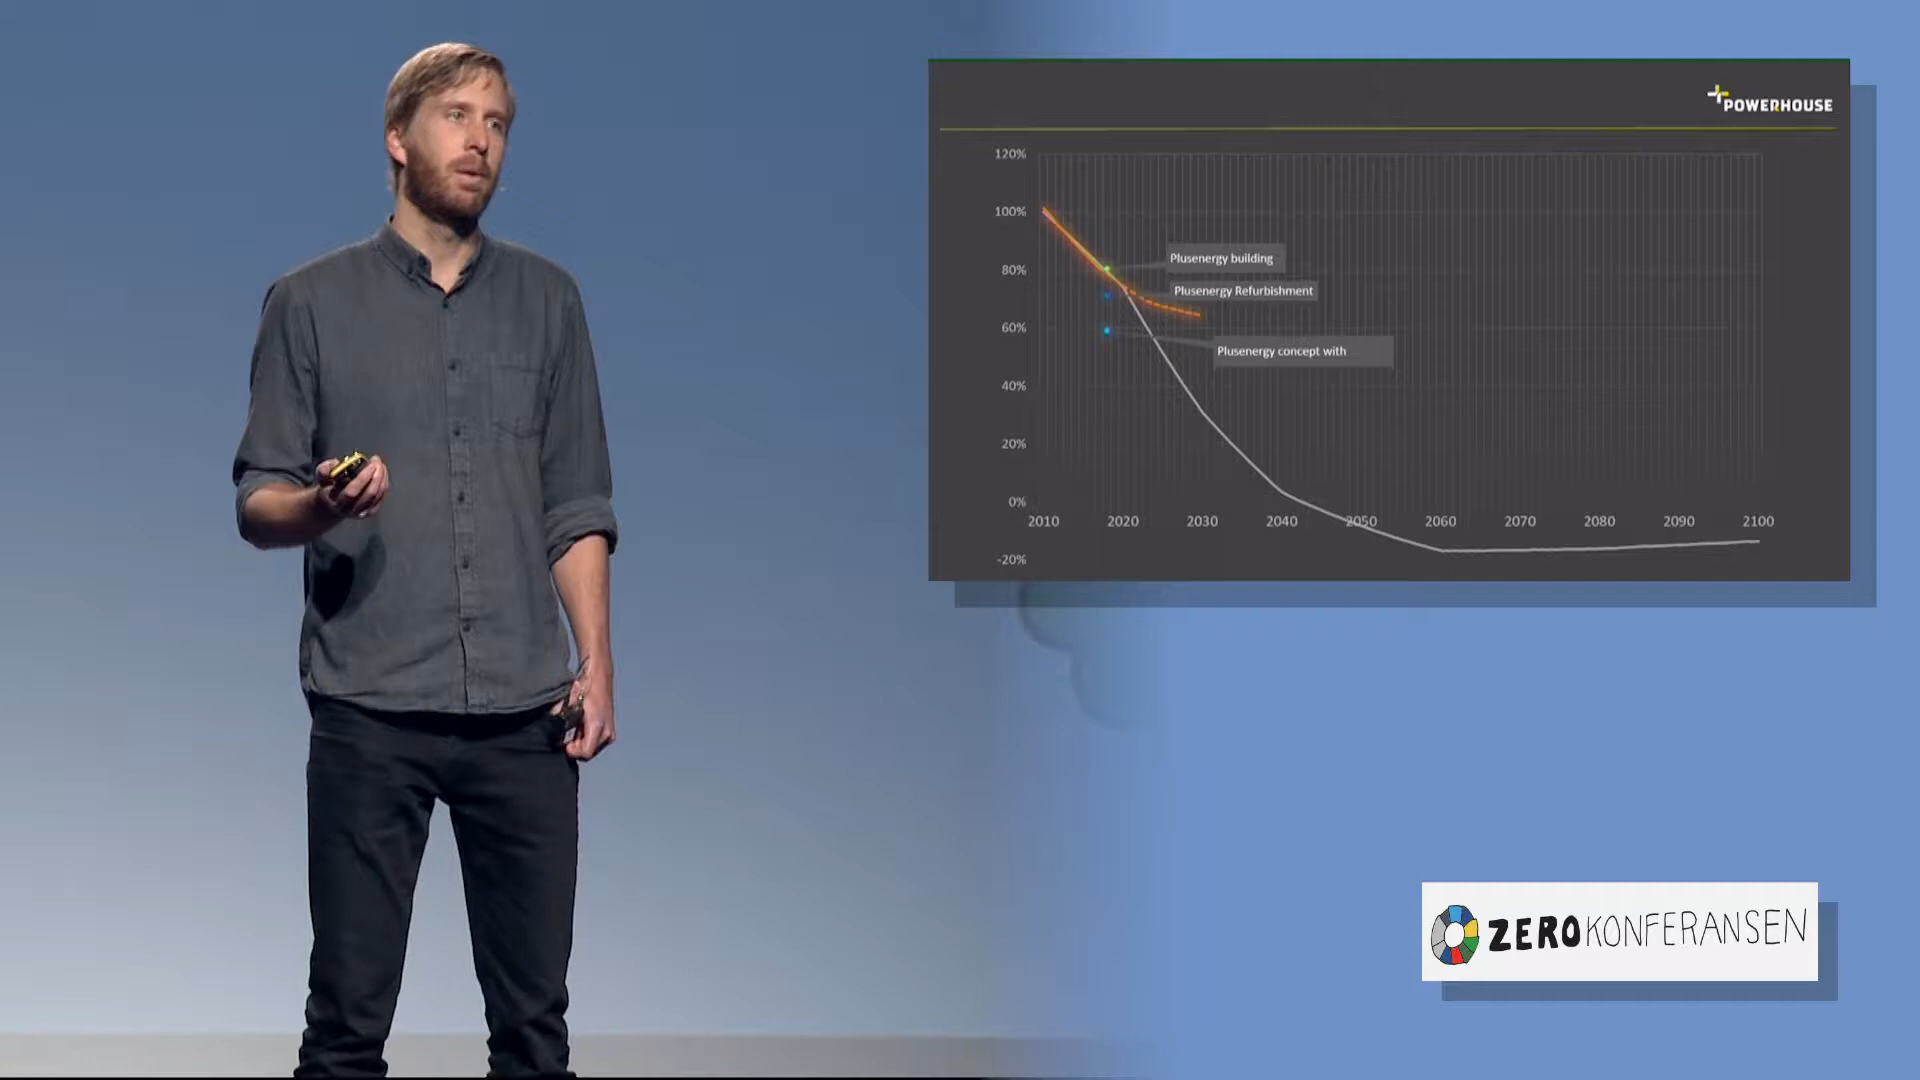 POWERHOUSE
120%
100%
80%
60%
40%
20%
0%
-20%
Plusenergy building
Plusenergy Refurbishment
Plusenergy concept with
2010 2020 2030 2040 2050 2060 2070 2080 2090 2100
ZEROKONFERANSEN